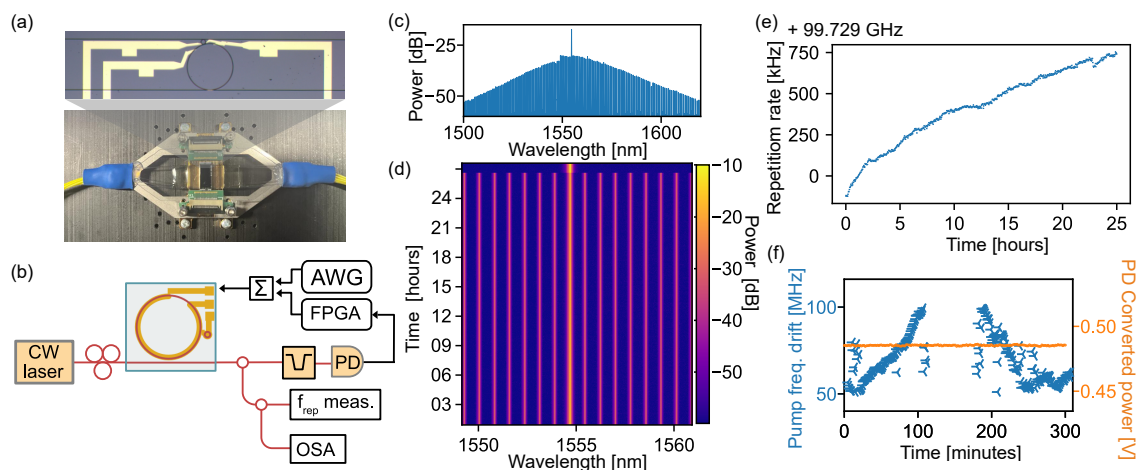 (a)
(b)
CW
laser
Σ
AWG
FPGA
PD
f_rep meas.
OSA
(c)
Power [dB]
−25
−50
1500
1550
1600
Wavelength [nm]
(d)
Time [hours]
24
21
18
15
12
09
06
03
1550
1555
1560
Wavelength [nm]
−10
−20
−30
−40
−50
Power [dB]
(e)
+ 99.729 GHz
Repetition rate [kHz]
750
500
250
0
0
5
10
15
20
25
Time [hours]
(f)
Pump freq. drift [MHz]
100
50
0
100
200
300
Time [minutes]
0.50
0.45
PD Converted power [V]